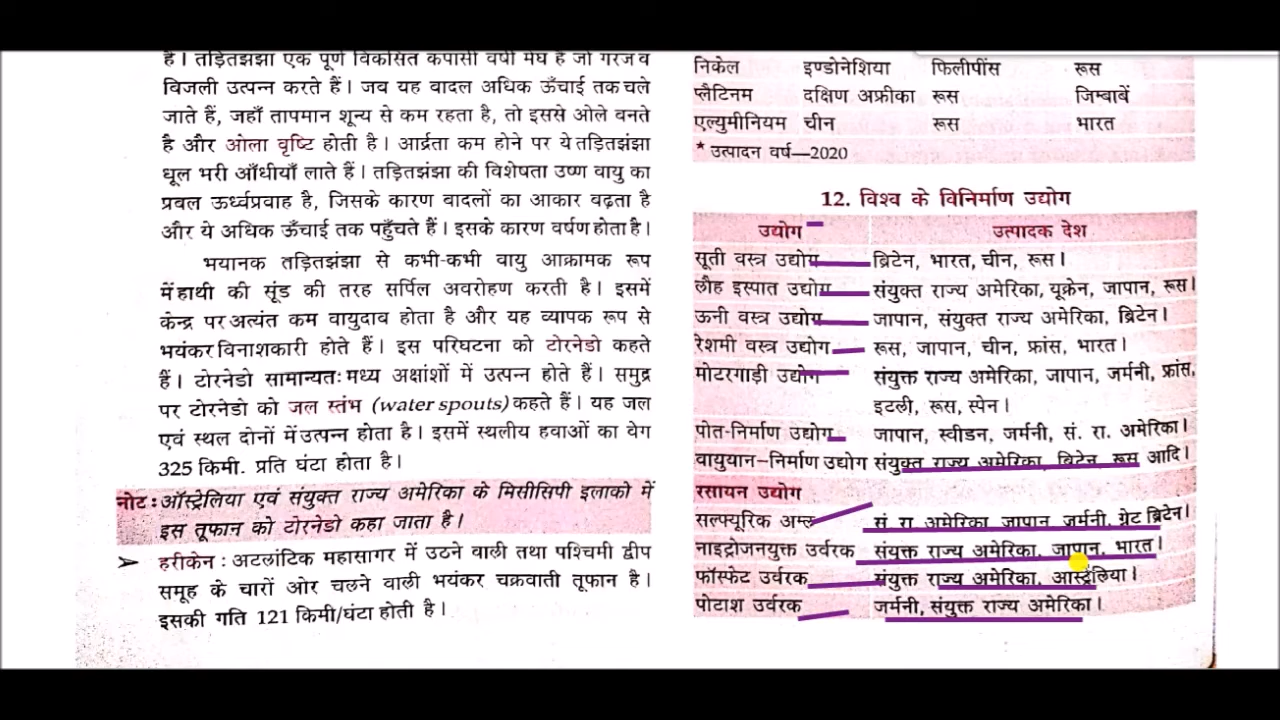 है। तड़ितझंझा एक पूर्ण विकसित कपासी वर्षी मेघ है जो गरज व
बिजली उत्पन्न करते हैं। जब यह बादल अधिक ऊँचाई तक चले
जाते हैं, जहाँ तापमान शून्य से कम रहता है, तो इससे ओले बनते
है और ओला वृष्टि होती है। आर्द्रता कम होने पर ये तड़ितझंझा
धूल भरी आँधीयाँ लाते हैं। तड़ितझंझा की विशेषता उष्ण वायु का
प्रबल ऊर्ध्वप्रवाह है, जिसके कारण बादलों का आकार बढ़ता है
और ये अधिक ऊँचाई तक पहुँचते हैं। इसके कारण वर्षण होता है।
भयानक तड़ितझंझा से कभी-कभी वायु आक्रामक रूप
में हाथी की सूंड की तरह सर्पिल अवरोहण करती है। इसमें
केन्द्र पर अत्यंत कम वायुदाव होता है और यह व्यापक रूप से
भयंकर विनाशकारी होते हैं। इस परिघटना को टोरनेडो कहते
हैं। टोरनेडो सामान्यतः मध्य अक्षांशों में उत्पन्न होते हैं। समुद्र
पर टोरनेडो को जल स्तंभ (water spouts) कहते हैं। यह जल
एवं स्थल दोनों में उत्पन्न होता है। इसमें स्थलीय हवाओं का वेग
325 किमी. प्रति घंटा होता है।
नोट : ऑस्ट्रेलिया एवं संयुक्त राज्य अमेरिका के मिसीसिपी इलाको में
इस तूफान को टोरनेडो कहा जाता है।
➢ हरीकेन : अटलांटिक महासागर में उठने वाली तथा पश्चिमी द्वीप
समूह के चारों ओर चलने वाली भयंकर चक्रवाती तूफान है।
इसकी गति 121 किमी/घंटा होती है।
निकेल इण्डोनेशिया फिलीपींस रूस
प्लैटिनम दक्षिण अफ्रीका रूस जिम्बाबें
एल्युमीनियम चीन रूस भारत
* उत्पादन वर्ष—2020
12. विश्व के विनिर्माण उद्योग
उद्योग उत्पादक देश
सूती वस्त्र उद्योग ब्रिटेन, भारत, चीन, रूस।
लौह इस्पात उद्योग संयुक्त राज्य अमेरिका, यूक्रेन, जापान, रूस।
ऊनी वस्त्र उद्योग जापान, संयुक्त राज्य अमेरिका, ब्रिटेन।
रेशमी वस्त्र उद्योग रूस, जापान, चीन, फ्रांस, भारत।
मोटरगाड़ी उद्योग संयुक्त राज्य अमेरिका, जापान, जर्मनी, फ्रांस,
इटली, रूस, स्पेन।
पोत-निर्माण उद्योग जापान, स्वीडन, जर्मनी, सं. रा. अमेरिका।
वायुयान-निर्माण उद्योग संयुक्त राज्य अमेरिका, ब्रिटेन, रूस आदि।
रसायन उद्योग
सल्फ्यूरिक अम्ल सं. रा अमेरिका जापान, जर्मनी, ग्रेट ब्रिटेन।
नाइट्रोजनयुक्त उर्वरक संयुक्त राज्य अमेरिका, जापान, भारत।
फॉस्फेट उर्वरक संयुक्त राज्य अमेरिका, आस्ट्रेलिया।
पोटाश उर्वरक जर्मनी, संयुक्त राज्य अमेरिका।